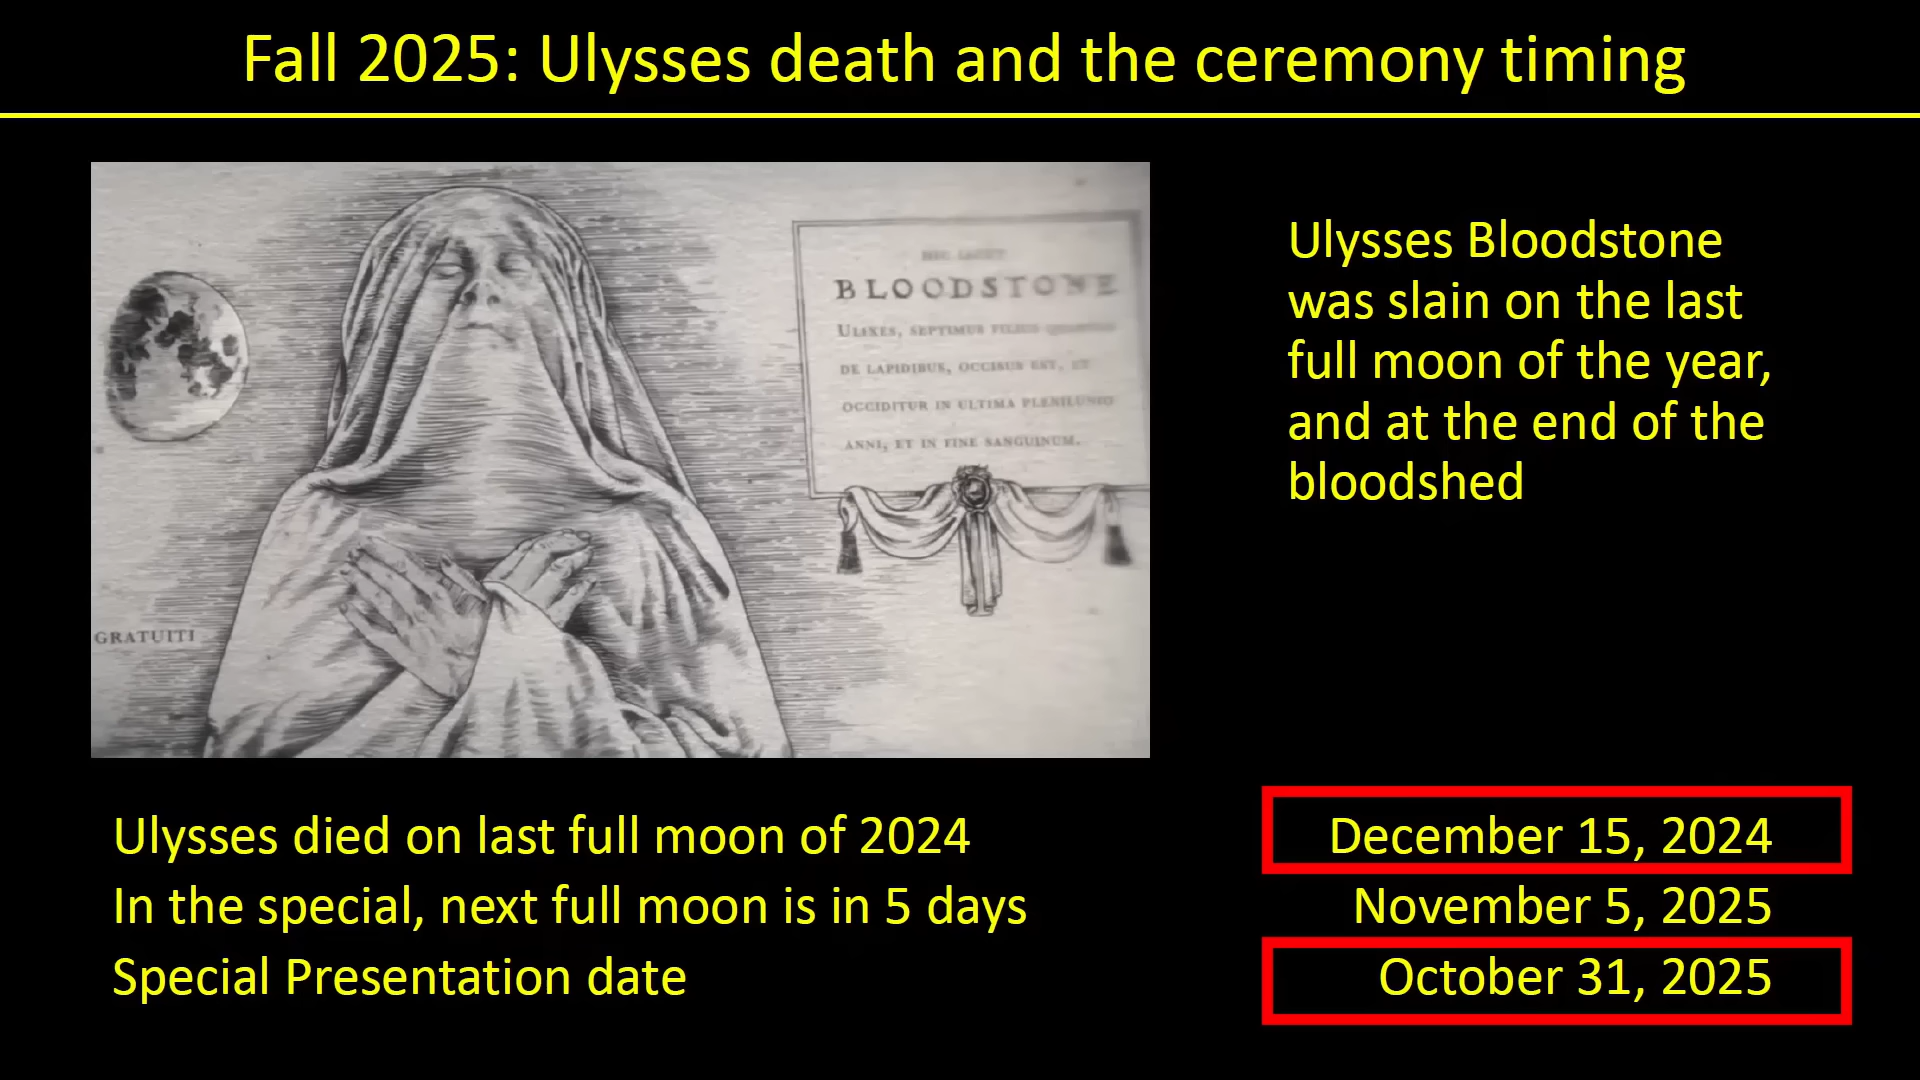 Fall 2025: Ulysses death and the ceremony timing
BLOODSTONE
ULIXES, SEPTIMUS FILIUS
DE LAPIDIBUS, OCCISUS EST, ET
OCCIDITUR IN ULTIMA PLENILUNIO
ANNI, ET IN FINE SANGUINUM.
GRATUITI
Ulysses Bloodstone
was slain on the last
full moon of the year,
and at the end of the
bloodshed
Ulysses died on last full moon of 2024 December 15, 2024
In the special, next full moon is in 5 days November 5, 2025
Special Presentation date October 31, 2025